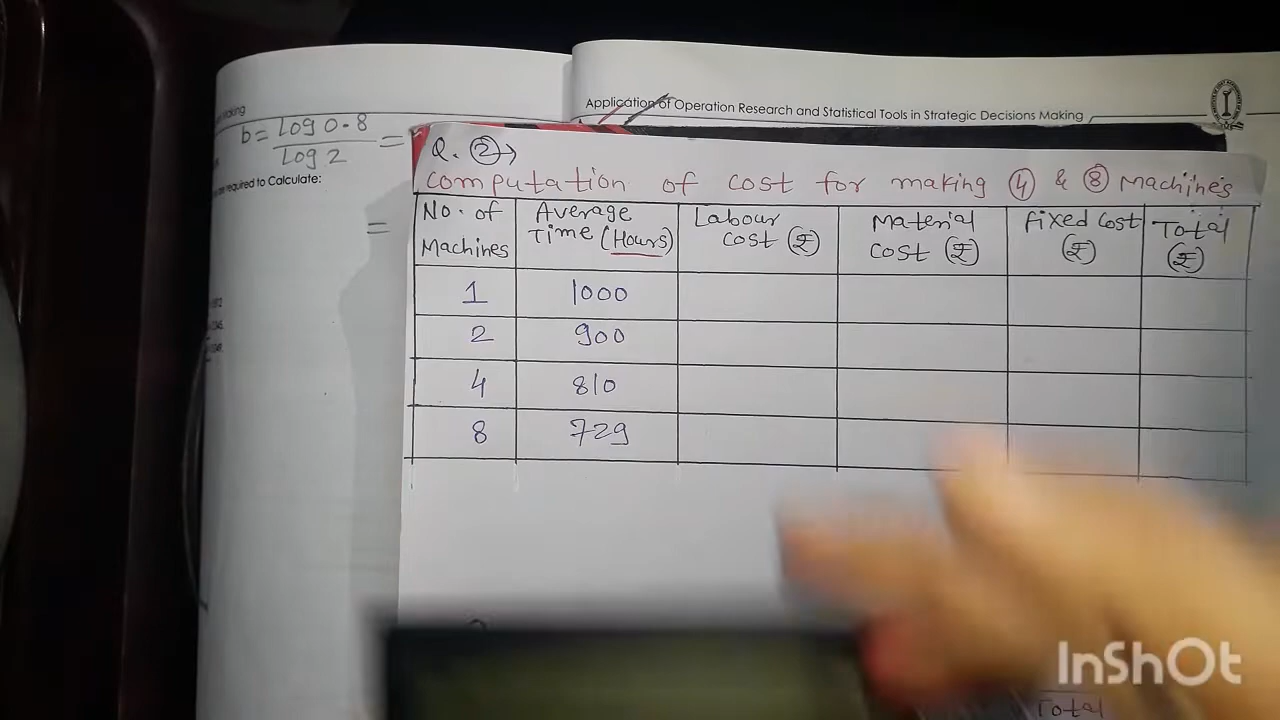 Application of Operation Research and Statistical Tools in Strategic Decisions Making
b = log 0.8 / log 2 =
are required to Calculate:
=
Q. ②→
Computation of cost for making ④ & ⑧ Machines
No. of Machines | Average Time (Hours) | Labour Cost (₹) | Material Cost (₹) | Fixed Cost (₹) | Total (₹)
1 | 1000
2 | 900
4 | 810
8 | 729
InShOt
Total